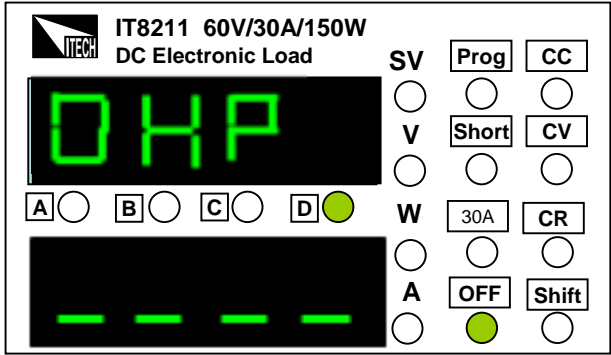 ITECH
IT8211 60V/30A/150W
DC Electronic Load
SV Prog CC
OHP
V Short CV
A B C D
W 30A CR
_ _ _ _
A OFF Shift